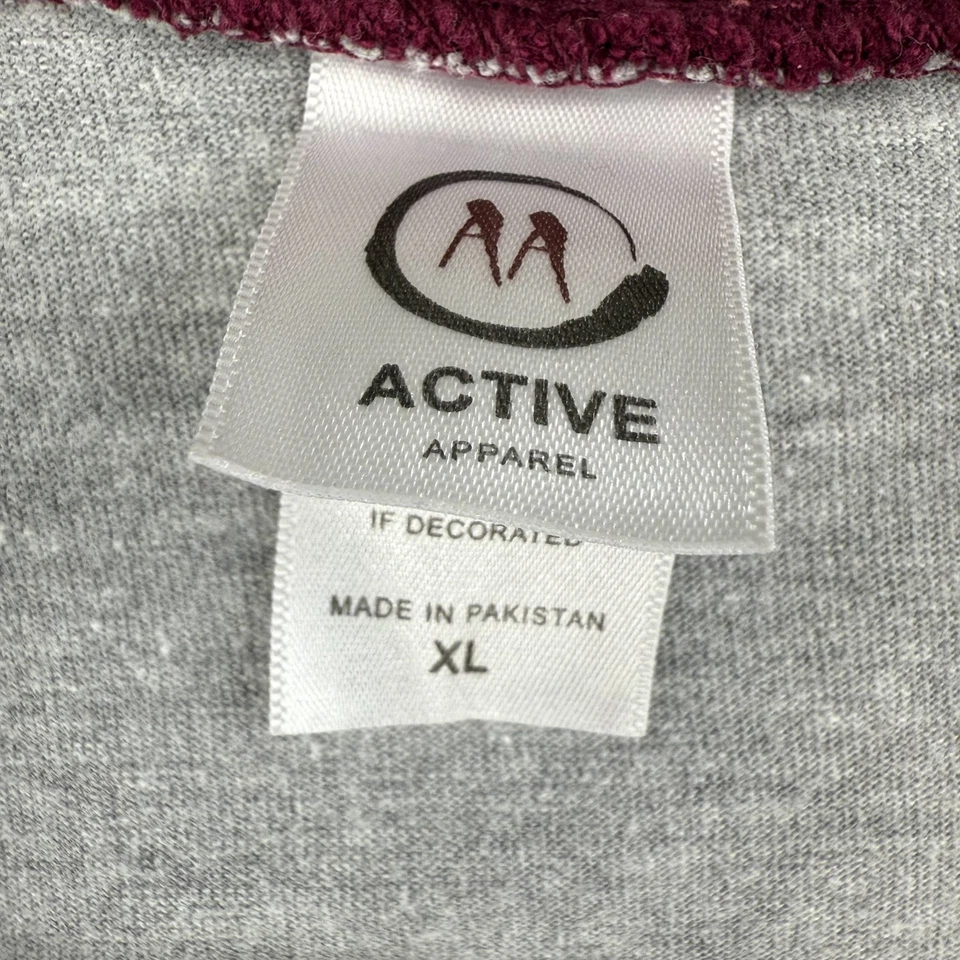 AA
ACTIVE
APPAREL
IF DECORATED
MADE IN PAKISTAN
XL